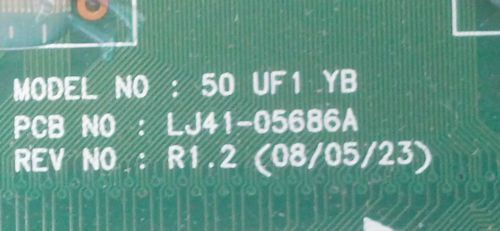 MODEL NO : 50 UF1 YB
PCB NO : LJ41-05686A
REV NO : R1.2 (08/05/23)